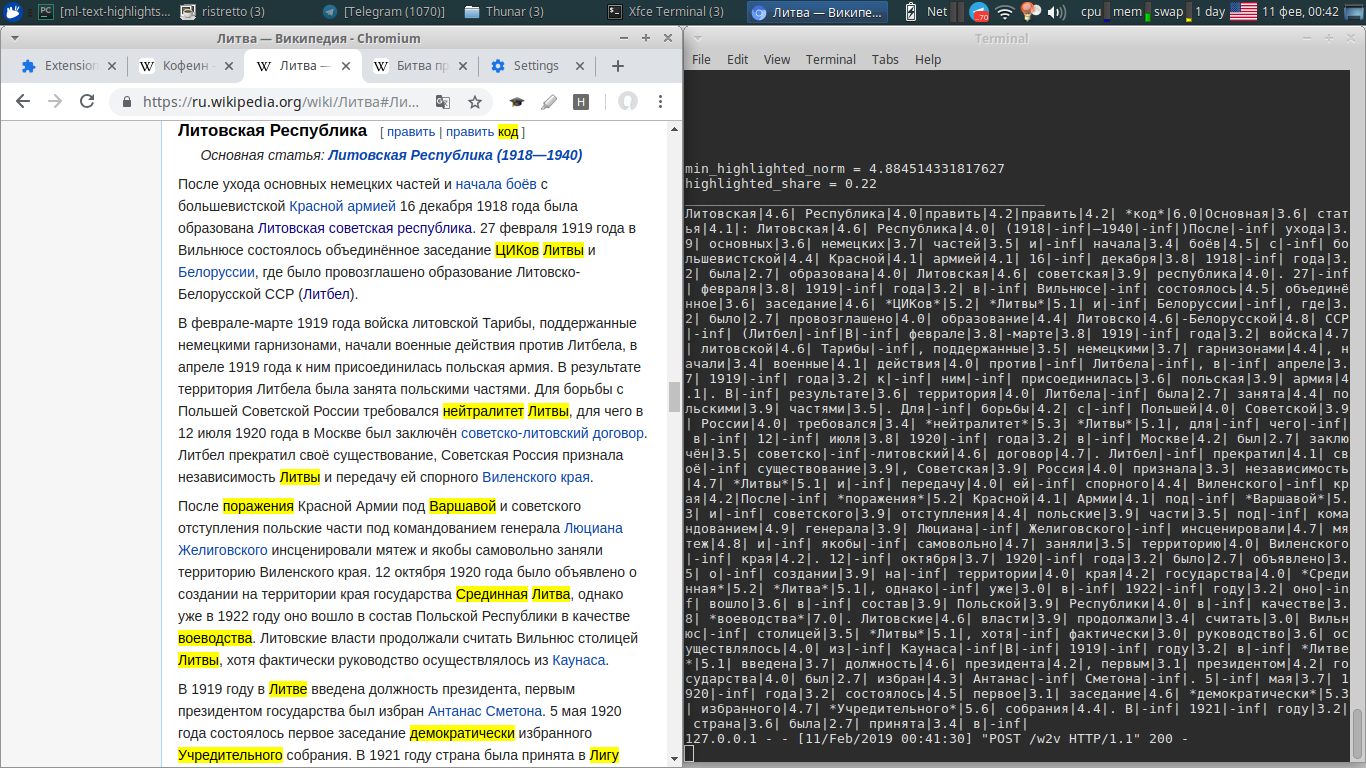 [ml-text-highlights...
ristretto (3)
[Telegram (1070)]
Thunar (3)
Xfce Terminal (3)
Литва — Википе...
Net
70
cpu
mem
swap
1 day
11 фев, 00:42
Литва — Википедия - Chromium
Extension
Кофеин -
Литва —
Битва пр
Settings
https://ru.wikipedia.org/wiki/Литва#Ли...
Литовская Республика [ править | править код ]
Основная статья: Литовская Республика (1918—1940)
После ухода основных немецких частей и начала боёв с
большевистской Красной армией 16 декабря 1918 года была
образована Литовская советская республика. 27 февраля 1919 года в
Вильнюсе состоялось объединённое заседание ЦИКов Литвы и
Белоруссии, где было провозглашено образование Литовско-
Белорусской ССР (Литбел).
В феврале-марте 1919 года войска литовской Тарибы, поддержанные
немецкими гарнизонами, начали военные действия против Литбела, в
апреле 1919 года к ним присоединилась польская армия. В результате
территория Литбела была занята польскими частями. Для борьбы с
Польшей Советской России требовался нейтралитет Литвы, для чего в
12 июля 1920 года в Москве был заключён советско-литовский договор.
Литбел прекратил своё существование, Советская Россия признала
независимость Литвы и передачу ей спорного Виленского края.
После поражения Красной Армии под Варшавой и советского
отступления польские части под командованием генерала Люциана
Желиговского инсценировали мятеж и якобы самовольно заняли
территорию Виленского края. 12 октября 1920 года было объявлено о
создании на территории края государства Срединная Литва, однако
уже в 1922 году оно вошло в состав Польской Республики в качестве
воеводства. Литовские власти продолжали считать Вильнюс столицей
Литвы, хотя фактически руководство осуществлялось из Каунаса.
В 1919 году в Литве введена должность президента, первым
президентом государства был избран Антанас Сметона. 5 мая 1920
года состоялось первое заседание демократически избранного
Учредительного собрания. В 1921 году страна была принята в Лигу
Terminal
File Edit View Terminal Tabs Help
min_highlighted_norm = 4.884514331817627
highlighted_share = 0.22
Литовская|4.6| Республика|4.0|править|4.2|править|4.2| *код*|6.0|Основная|3.6| стат
ья|4.1|: Литовская|4.6| Республика|4.0| (1918|-inf|—1940|-inf|)После|-inf| ухода|3.
9| основных|3.6| немецких|3.7| частей|3.5| и|-inf| начала|3.4| боёв|4.5| с|-inf| бо
льшевистской|4.4| Красной|4.1| армией|4.1| 16|-inf| декабря|3.8| 1918|-inf| года|3.
2| была|2.7| образована|4.0| Литовская|4.6| советская|3.9| республика|4.0|. 27|-inf
| февраля|3.8| 1919|-inf| года|3.2| в|-inf| Вильнюсе|-inf| состоялось|4.5| объединё
нное|3.6| заседание|4.6| *ЦИКов*|5.2| *Литвы*|5.1| и|-inf| Белоруссии|-inf|, где|3.
2| было|2.7| провозглашено|4.0| образование|4.4| Литовско|4.6|-Белорусской|4.8| ССР
|-inf| (Литбел|-inf|В|-inf| феврале|3.8|-марте|3.8| 1919|-inf| года|3.2| войска|4.7
| литовской|4.6| Тарибы|-inf|, поддержанные|3.5| немецкими|3.7| гарнизонами|4.4|, н
ачали|3.4| военные|4.1| действия|4.0| против|-inf| Литбела|-inf|, в|-inf| апреле|3.
7| 1919|-inf| года|3.2| к|-inf| ним|-inf| присоединилась|3.6| польская|3.9| армия|4
.1|. В|-inf| результате|3.6| территория|4.0| Литбела|-inf| была|2.7| занята|4.4| по
льскими|3.9| частями|3.5|. Для|-inf| борьбы|4.2| с|-inf| Польшей|4.0| Советской|3.9
| России|4.0| требовался|3.4| *нейтралитет*|5.3| *Литвы*|5.1|, для|-inf| чего|-inf|
 в|-inf| 12|-inf| июля|3.8| 1920|-inf| года|3.2| в|-inf| Москве|4.2| был|2.7| заклю
чён|3.5| советско|-inf|-литовский|4.6| договор|4.7|. Литбел|-inf| прекратил|4.1| св
оё|-inf| существование|3.9|, Советская|3.9| Россия|4.0| признала|3.3| независимость
|4.7| *Литвы*|5.1| и|-inf| передачу|4.0| ей|-inf| спорного|4.4| Виленского|-inf| кр
ая|4.2|После|-inf| *поражения*|5.2| Красной|4.1| Армии|4.1| под|-inf| *Варшавой*|5.
3| и|-inf| советского|3.9| отступления|4.4| польские|3.9| части|3.5| под|-inf| кома
ндованием|4.9| генерала|3.9| Люциана|-inf| Желиговского|-inf| инсценировали|4.7| мя
теж|4.8| и|-inf| якобы|-inf| самовольно|4.7| заняли|3.5| территорию|4.0| Виленского
|-inf| края|4.2|. 12|-inf| октября|3.7| 1920|-inf| года|3.2| было|2.7| объявлено|3.
5| о|-inf| создании|3.9| на|-inf| территории|4.0| края|4.2| государства|4.0| *Среди
нная*|5.2| *Литва*|5.1|, однако|-inf| уже|3.0| в|-inf| 1922|-inf| году|3.2| оно|-in
f| вошло|3.6| в|-inf| состав|3.9| Польской|3.9| Республики|4.0| в|-inf| качестве|3.
8| *воеводства*|7.0|. Литовские|4.6| власти|3.9| продолжали|3.4| считать|3.0| Вильн
юс|-inf| столицей|3.5| *Литвы*|5.1|, хотя|-inf| фактически|3.0| руководство|3.6| ос
уществлялось|4.0| из|-inf| Каунаса|-inf|В|-inf| 1919|-inf| году|3.2| в|-inf| *Литве
*|5.1| введена|3.7| должность|4.6| президента|4.2|, первым|3.1| президентом|4.2| го
сударства|4.0| был|2.7| избран|4.3| Антанас|-inf| Сметона|-inf|. 5|-inf| мая|3.7| 1
920|-inf| года|3.2| состоялось|4.5| первое|3.1| заседание|4.6| *демократически*|5.3
| избранного|4.7| *Учредительного*|5.6| собрания|4.4|. В|-inf| 1921|-inf| году|3.2|
 страна|3.6| была|2.7| принята|3.4| в|-inf|
127.0.0.1 - - [11/Feb/2019 00:41:30] "POST /w2v HTTP/1.1" 200 -